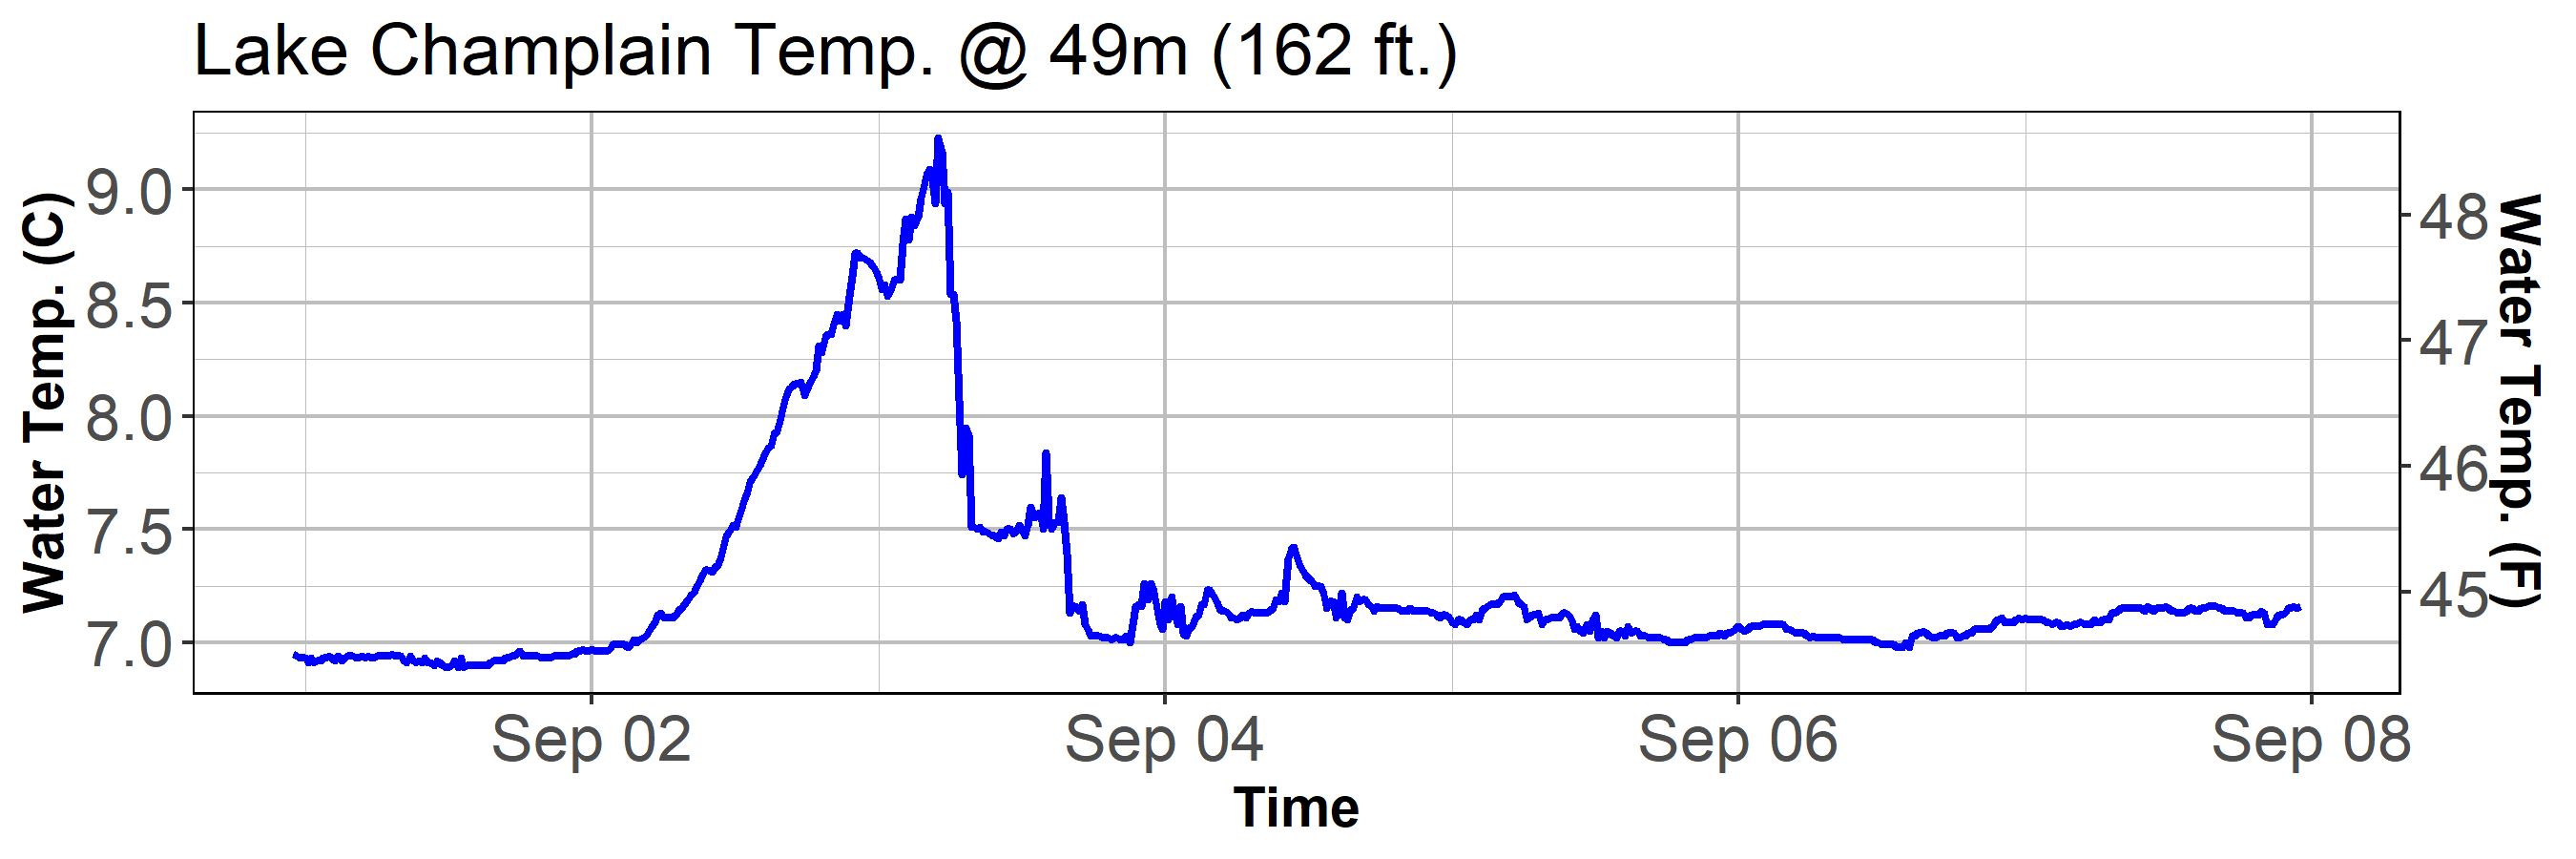 Lake Champlain Temp. @ 49m (162 ft.)
Water Temp. (C)
9.0
8.5
8.0
7.5
7.0
48
47
46
45
Water Temp. (F)
Sep 02 Sep 04 Sep 06 Sep 08
Time